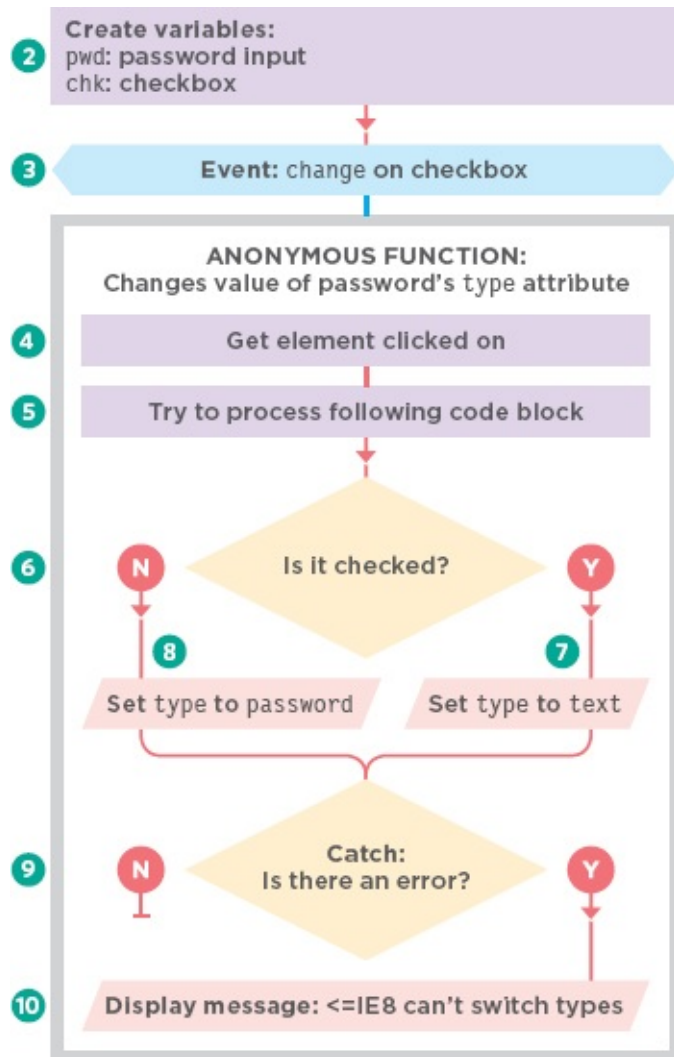 Create variables:
2
pwd: password input
chk: checkbox
3
Event: change on checkbox
ANONYMOUS FUNCTION:
Changes value of password's type attribute
4
Get element clicked on
5
Try to process following code block
6
N
Is it checked?
Y
8
7
Set type to password
Set type to text
9
N
Catch:
Is there an error?
Y
10
Display message: <=IE8 can't switch types